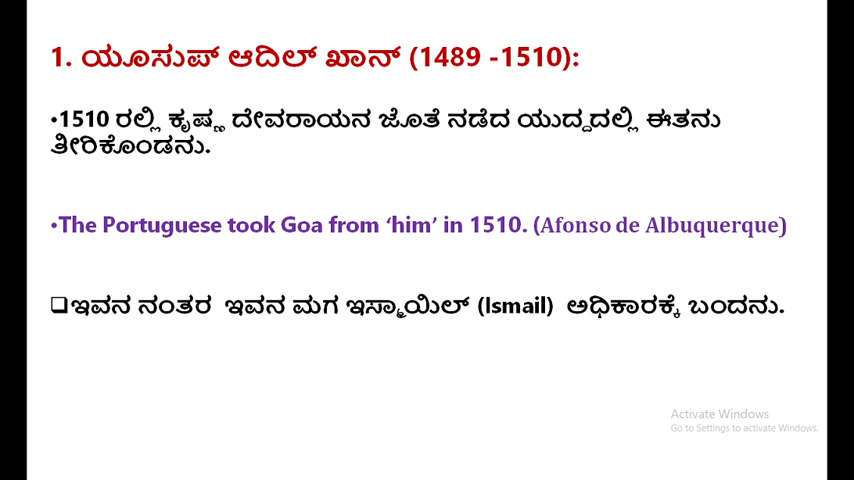 1. ಯೂಸುಪ್ ಆದಿಲ್ ಖಾನ್ (1489 -1510):
•1510 ರಲ್ಲಿ ಕೃಷ್ಣ ದೇವರಾಯನ ಜೊತೆ ನಡೆದ ಯುದ್ದದಲ್ಲಿ ಈತನು
ತೀರಿಕೊಂಡನು.
•The Portuguese took Goa from ‘him’ in 1510. (Afonso de Albuquerque)
❑ಇವನ ನಂತರ ಇವನ ಮಗ ಇಸ್ಮಾಯಿಲ್ (Ismail) ಅಧಿಕಾರಕ್ಕೆ ಬಂದನು.
Activate Windows
Go to Settings to activate Windows.